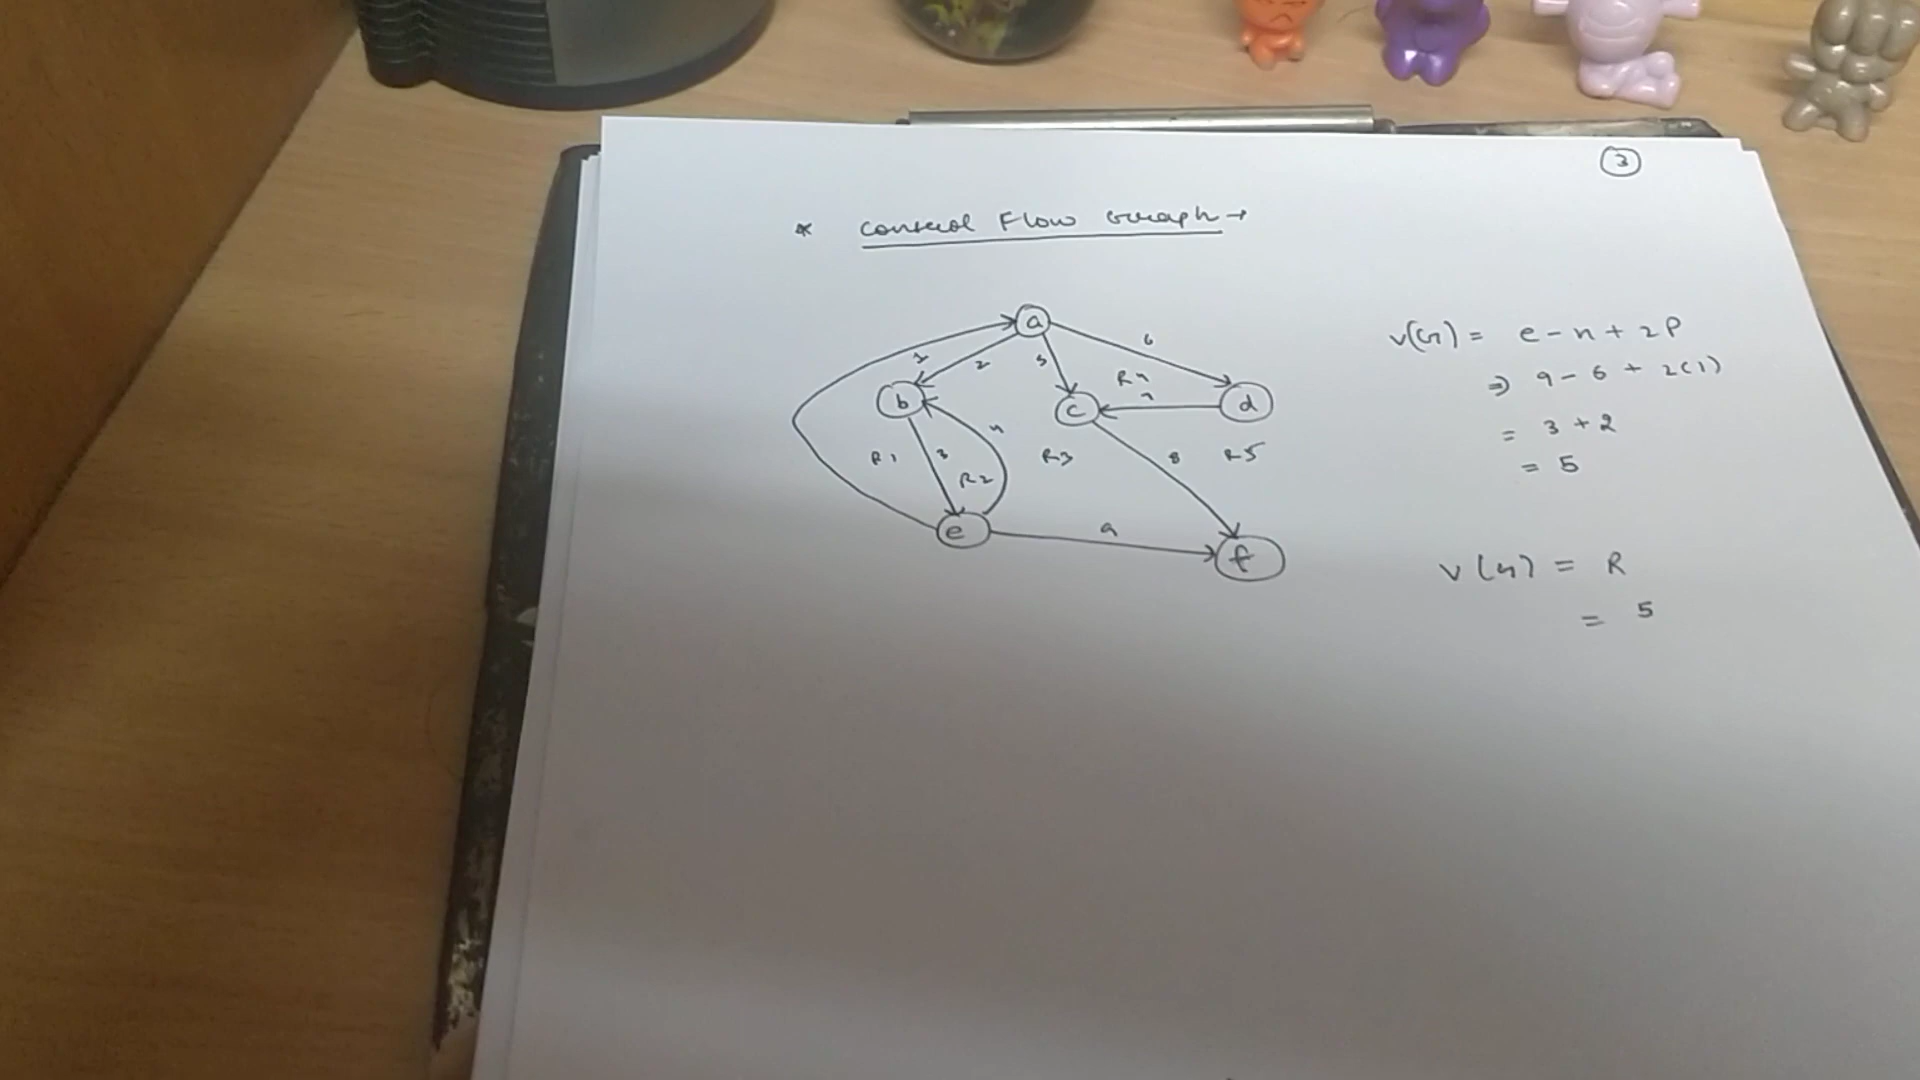 3
* Control Flow Graph →
a
1 2 5 6
b c d
R4
7
4
R1 3 R2 R3 8 R5
e 9 f
v(G) = e - n + 2P
⇒ 9 - 6 + 2(1)
= 3 + 2
= 5
v(G) = R
= 5